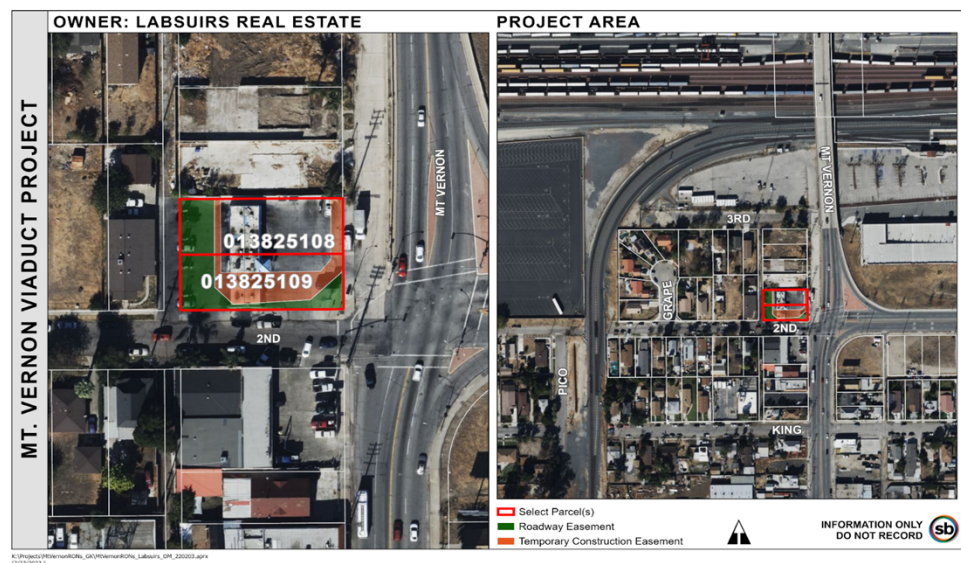 MT. VERNON VIADUCT PROJECT
OWNER: LABSUIRS REAL ESTATE
013825108
013825109
MT VERNON
2ND
PROJECT AREA
MT VERNON
3RD
GRAPE
2ND
PICO
KING
Select Parcel(s)
Roadway Easement
Temporary Construction Easement
INFORMATION ONLY
DO NOT RECORD
sb